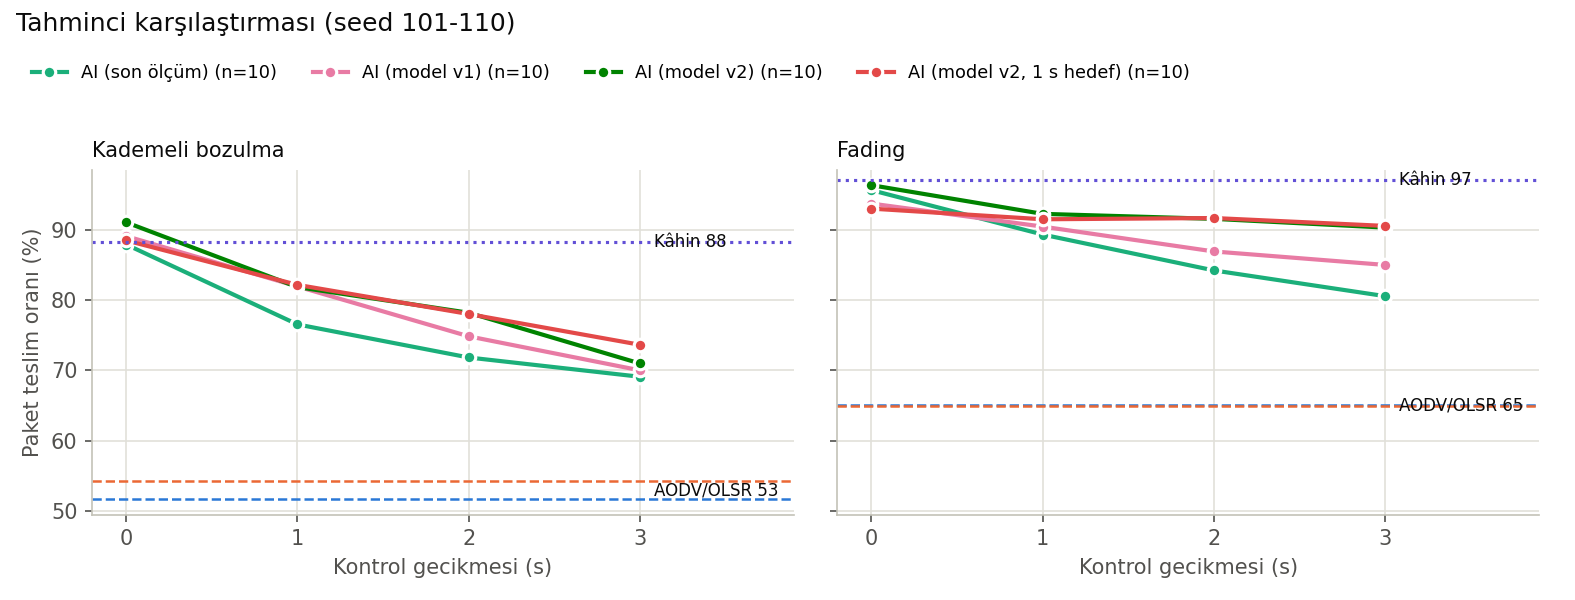 Tahminci karşılaştırması (seed 101-110)
AI (son ölçüm) (n=10) AI (model v1) (n=10) AI (model v2) (n=10) AI (model v2, 1 s hedef) (n=10)
Kademeli bozulma
Paket teslim oranı (%)
90
80
70
60
50
Kâhin 88
AODV/OLSR 53
0 1 2 3
Kontrol gecikmesi (s)
Fading
Kâhin 97
AODV/OLSR 65
0 1 2 3
Kontrol gecikmesi (s)